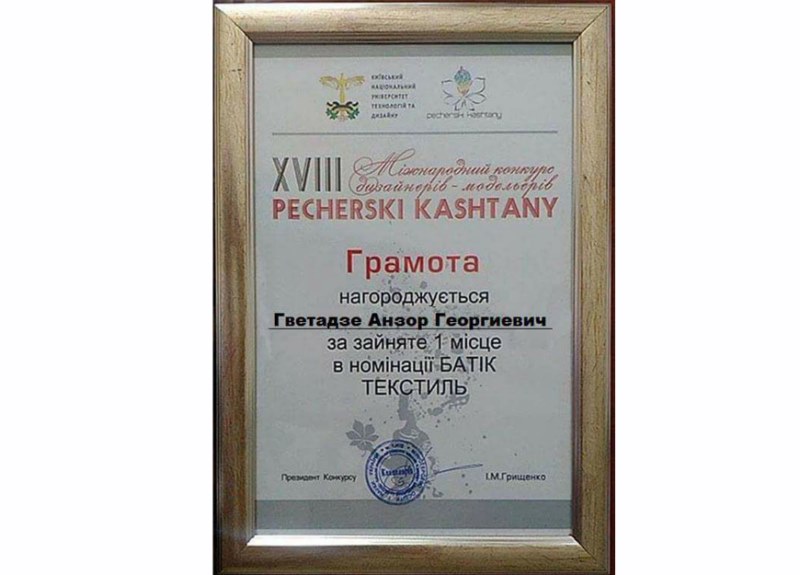 КИЇВСЬКИЙ
НАЦІОНАЛЬНИЙ
УНІВЕРСИТЕТ
ТЕХНОЛОГІЙ ТА
ДИЗАЙНУ
pecherski kashtany
XVIII Міжнародний конкурс
дизайнерів - модельєрів
PECHERSKI KASHTANY
Грамота
нагороджується
Гветадзе Анзор Георгиевич
за зайняте 1 місце
в номінації БАТІК
ТЕКСТИЛЬ
Президент Конкурсу І.М.Грищенко